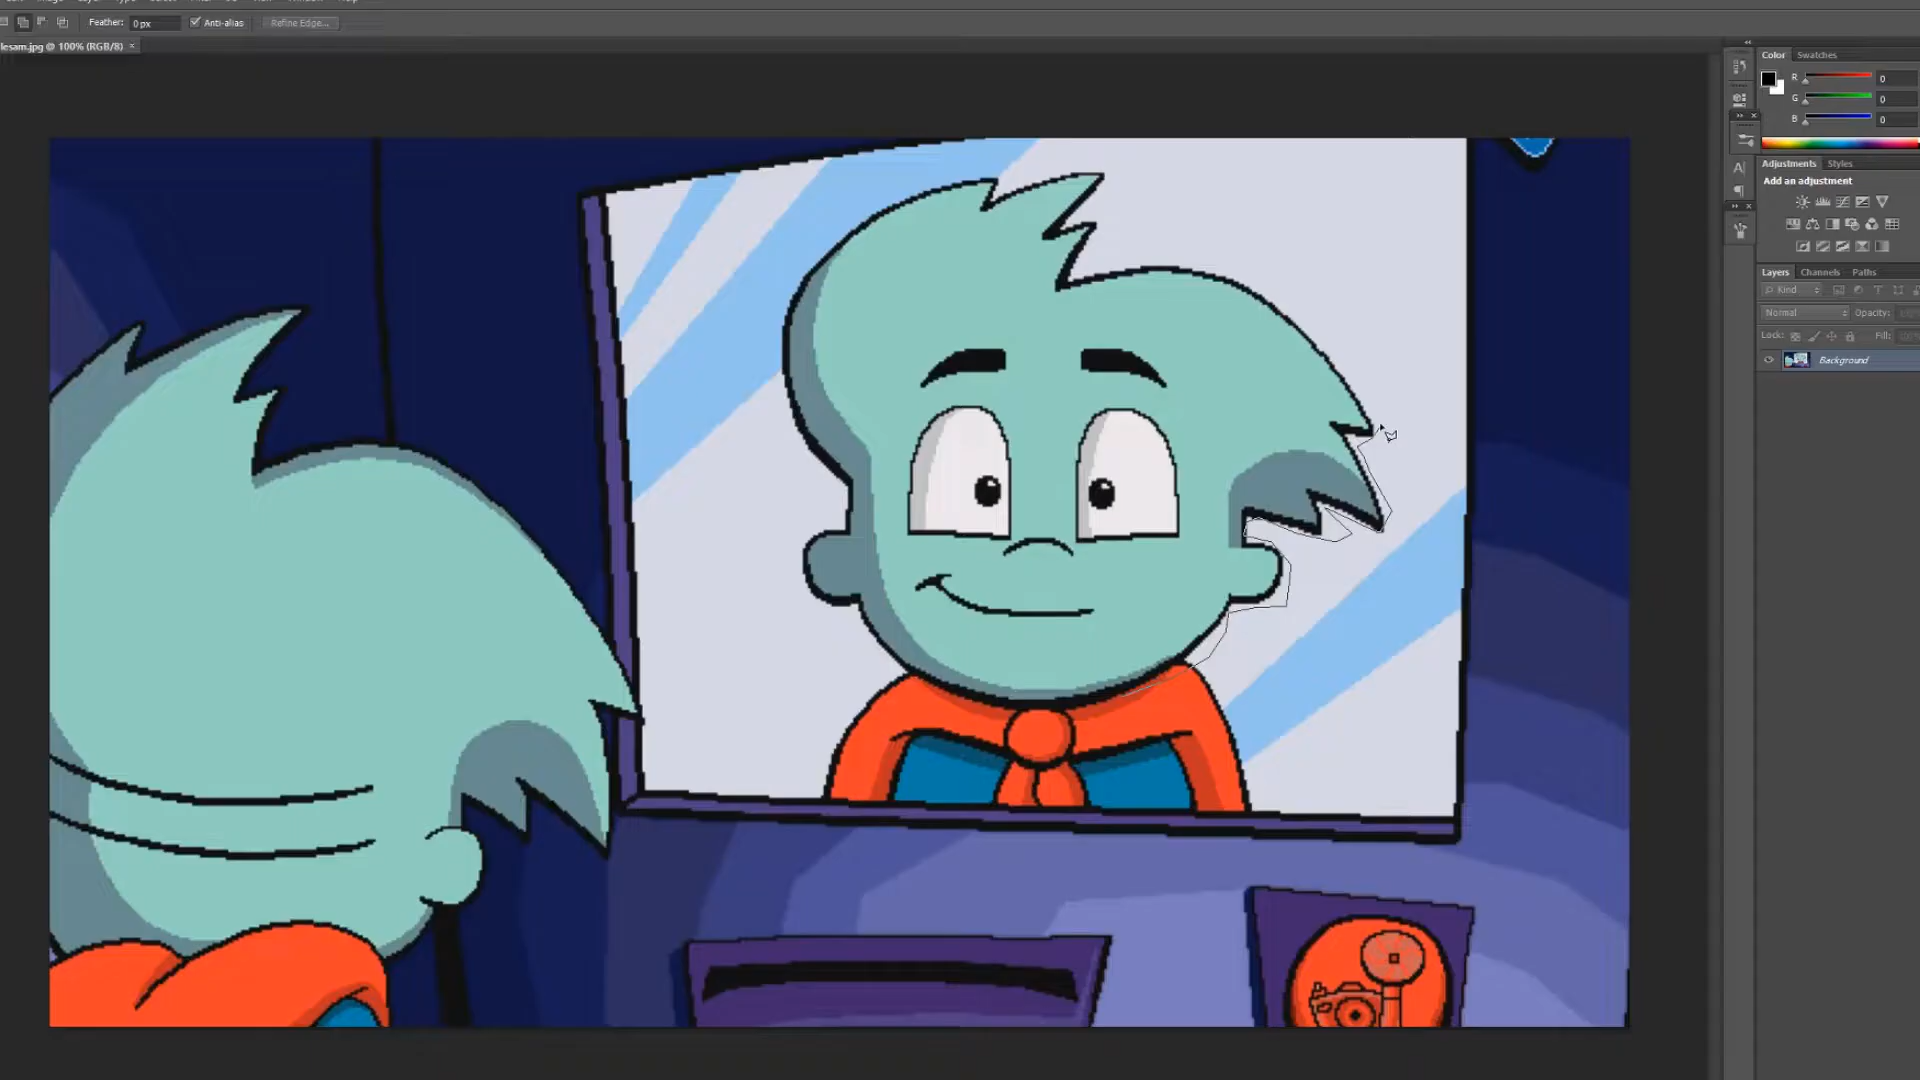 Feather: 0 px Anti-alias Refine Edge...
lesam.jpg @ 100% (RGB/8) ×
Color Swatches
R 0
G 0
B 0
Adjustments Styles
Add an adjustment
Layers Channels Paths
Kind
Normal Opacity:
Lock: Fill:
Background